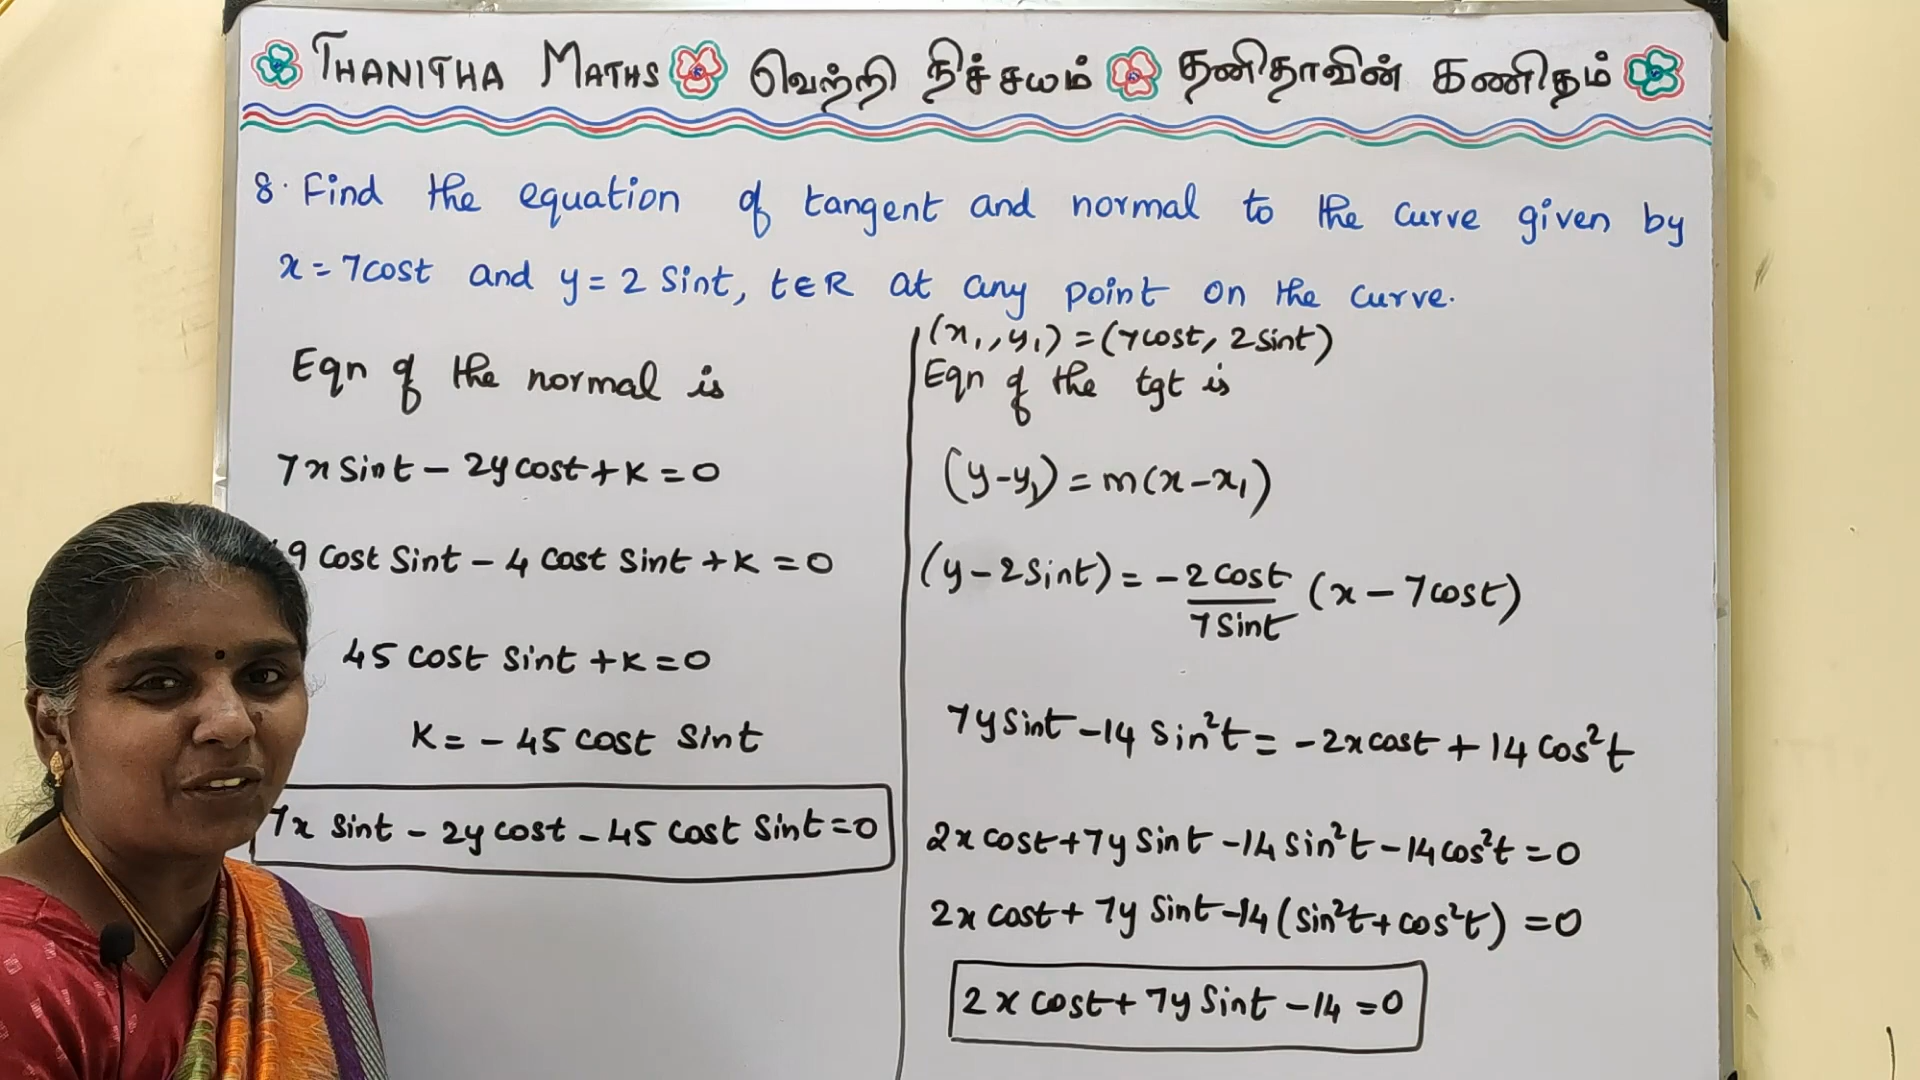 THANITHA MATHS வெற்றி நிச்சயம் தனிதாவின் கணிதம்
8. Find the equation of tangent and normal to the curve given by
x = 7cost and y = 2 Sint, t∈R at any point on the curve.
Eqn of the normal is
7x Sint − 2y cost + K = 0
9 Cost Sint − 4 Cost Sint + K = 0
45 cost Sint + K = 0
K = − 45 cost Sint
7x Sint − 2y cost − 45 Cost Sint = 0
(x₁, y₁) = (7cost, 2Sint)
Eqn of the tgt is
(y−y₁) = m(x−x₁)
(y − 2Sint) = −2cost/7Sint (x − 7cost)
7y Sint − 14 Sin²t = −2x cost + 14 Cos²t
2x cost + 7y Sint − 14 Sin²t − 14 cos²t = 0
2x cost + 7y Sint − 14 (Sin²t + cos²t) = 0
2x cost + 7y Sint − 14 = 0